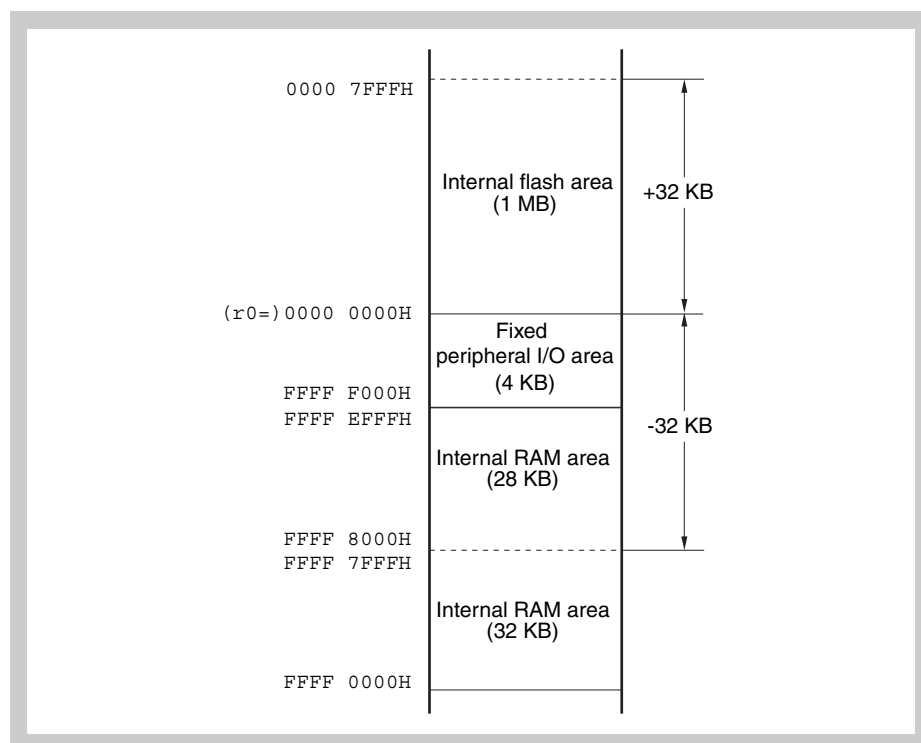 0000 7FFFH
Internal flash area
(1 MB)
+32 KB
(r0=)0000 0000H
Fixed
peripheral I/O area
(4 KB)
FFFF F000H
FFFF EFFFH
-32 KB
Internal RAM area
(28 KB)
FFFF 8000H
FFFF 7FFFH
Internal RAM area
(32 KB)
FFFF 0000H